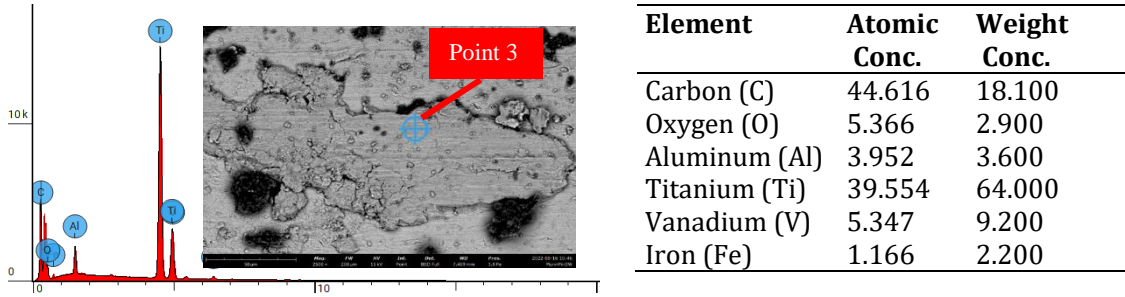 Ti
Point 3
10k
C
Ti
Al
O
0
0
10
Element Atomic Conc. Weight Conc.
Carbon (C) 44.616 18.100
Oxygen (O) 5.366 2.900
Aluminum (Al) 3.952 3.600
Titanium (Ti) 39.554 64.000
Vanadium (V) 5.347 9.200
Iron (Fe) 1.166 2.200